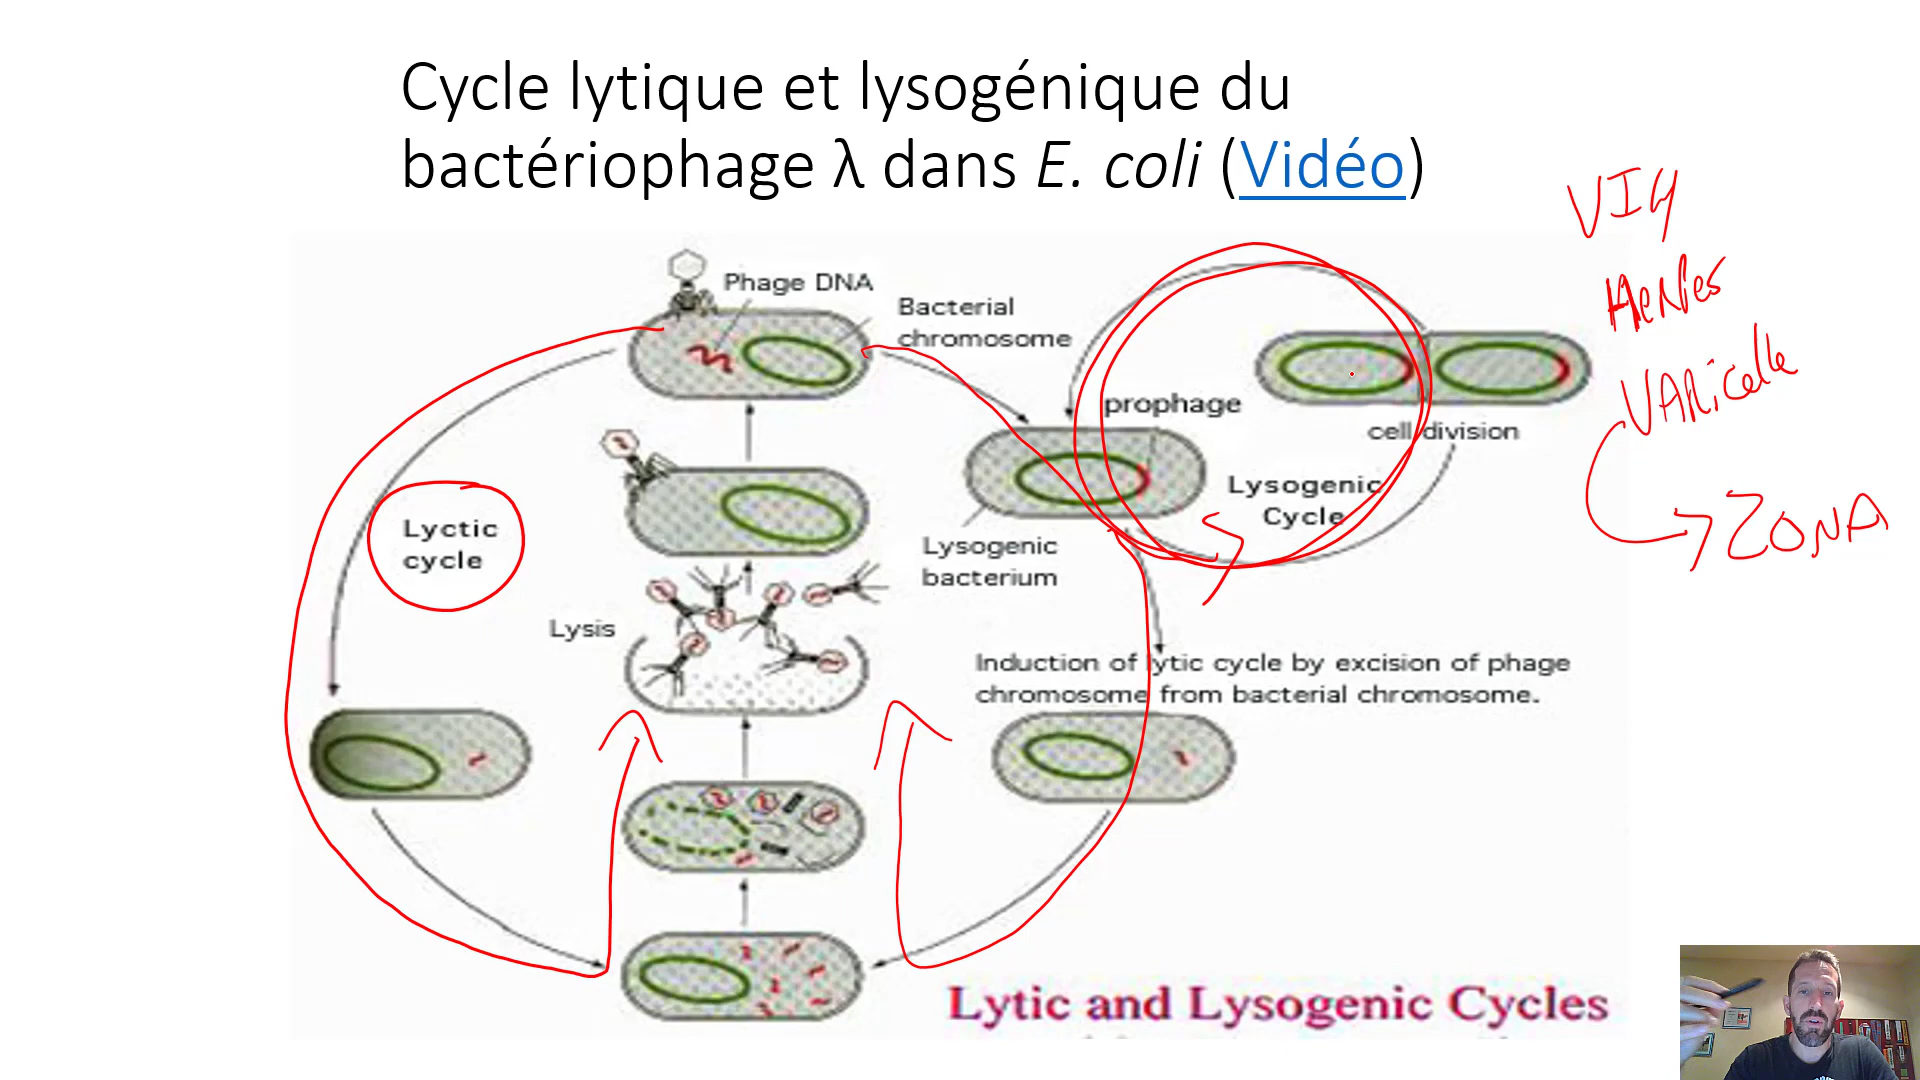 Cycle lytique et lysogénique du
bactériophage λ dans E. coli (Vidéo)
VIH
Herpes
VARicelle
ZONA
Phage DNA
Bacterial
chromosome
prophage
cell division
Lysogenic
Cycle
Lyctic
cycle
Lysogenic
bacterium
Lysis
Induction of lytic cycle by excision of phage
chromosome from bacterial chromosome.
Lytic and Lysogenic Cycles